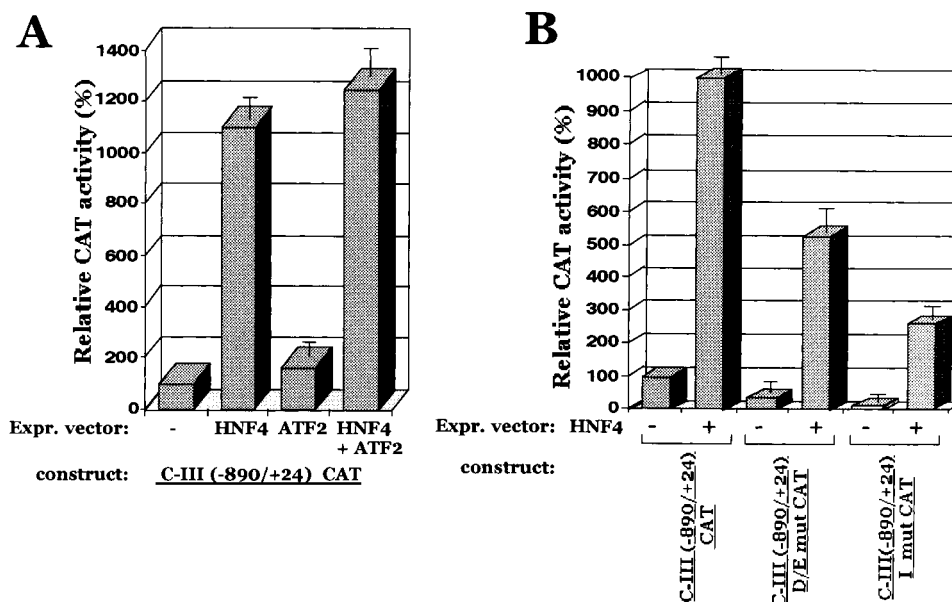 A
Relative CAT activity (%)
1400
1200
1000
800
600
400
200
0
Expr. vector: - HNF4 ATF2 HNF4
+ ATF2
construct: C-III (-890/+24) CAT
B
Relative CAT activity (%)
1000
900
800
700
600
500
400
300
200
100
0
Expr. vector: HNF4 - + - + - +
construct:
C-III (-890/+24)
CAT
C-III (-890/+24)
D/E mut CAT
C-III(-890/+24)
I mut CAT